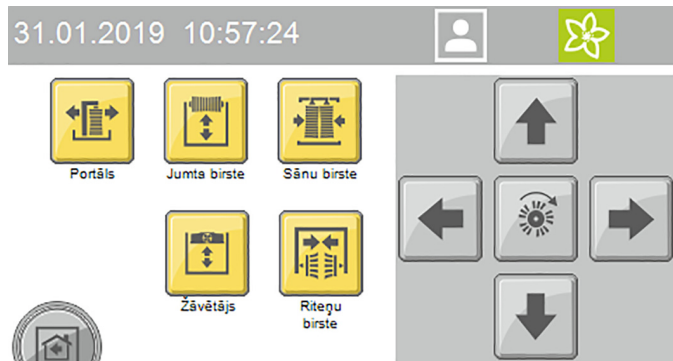 31.01.2019 10:57:24
Portāls
Jumta birste
Sānu birste
Žāvētājs
Riteņu
birste